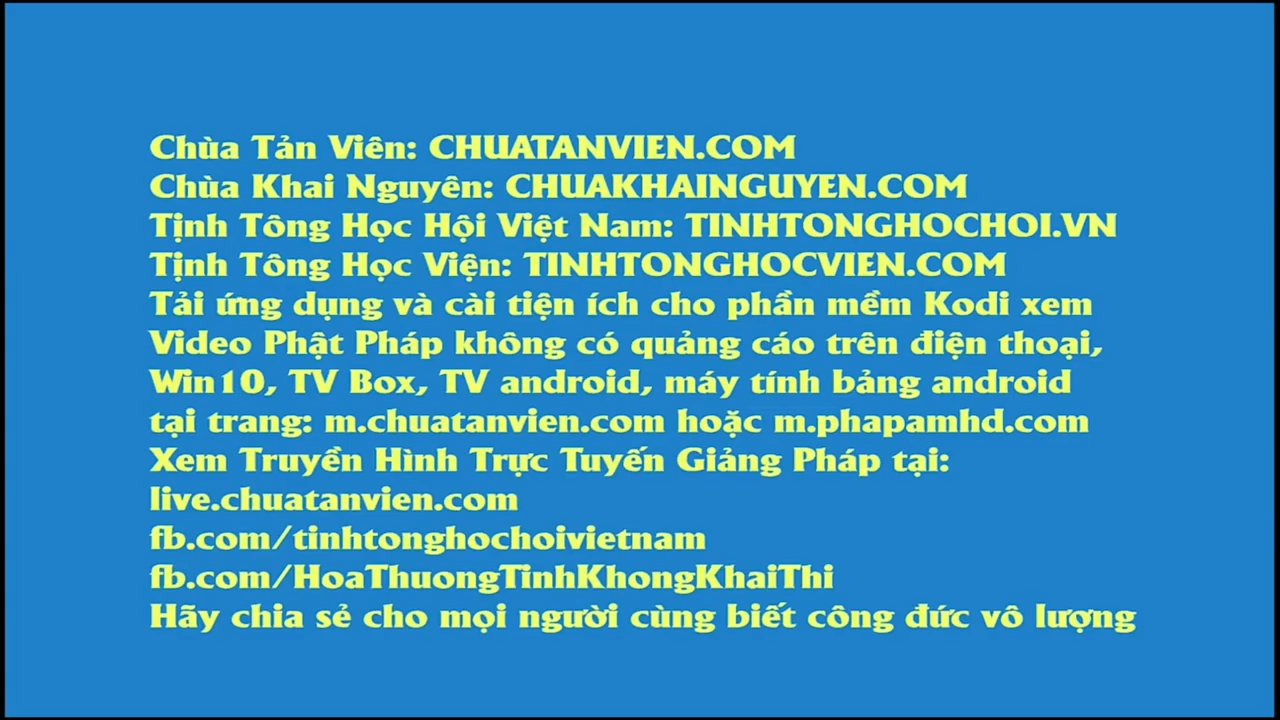 Chùa Tản Viên: CHUATANVIEN.COM
Chùa Khai Nguyên: CHUAKHAINGUYEN.COM
Tịnh Tông Học Hội Việt Nam: TINHTONGHOCHOI.VN
Tịnh Tông Học Viện: TINHTONGHOCVIEN.COM
Tải ứng dụng và cài tiện ích cho phần mềm Kodi xem
Video Phật Pháp không có quảng cáo trên điện thoại,
Win10, TV Box, TV android, máy tính bảng android
tại trang: m.chuatanvien.com hoặc m.phapamhd.com
Xem Truyền Hình Trực Tuyến Giảng Pháp tại:
live.chuatanvien.com
fb.com/tinhtonghochoivietnam
fb.com/HoaThuongTinhKhongKhaiThi
Hãy chia sẻ cho mọi người cùng biết công đức vô lượng